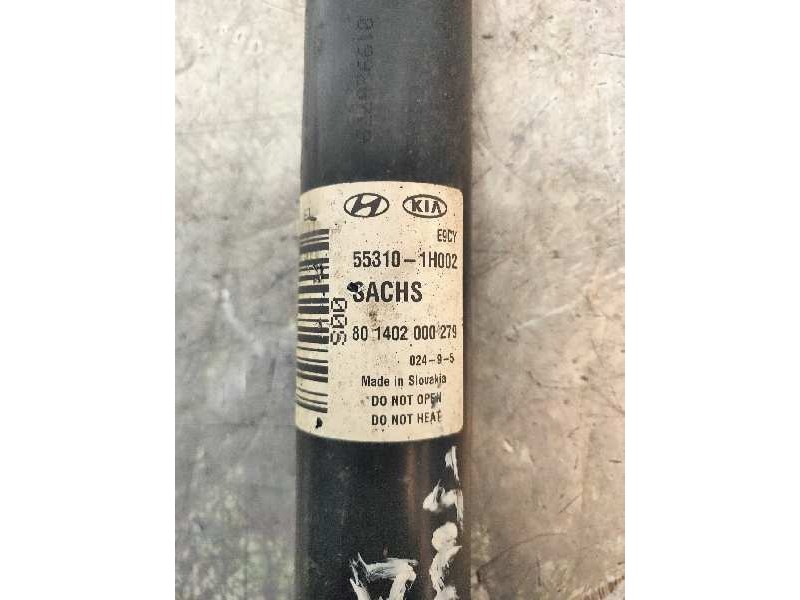 KIA
E9CY
55310-1H002
SACHS
80 1402 000 279
024-9-5
Made in Slovakia
DO NOT OPEN
DO NOT HEAT